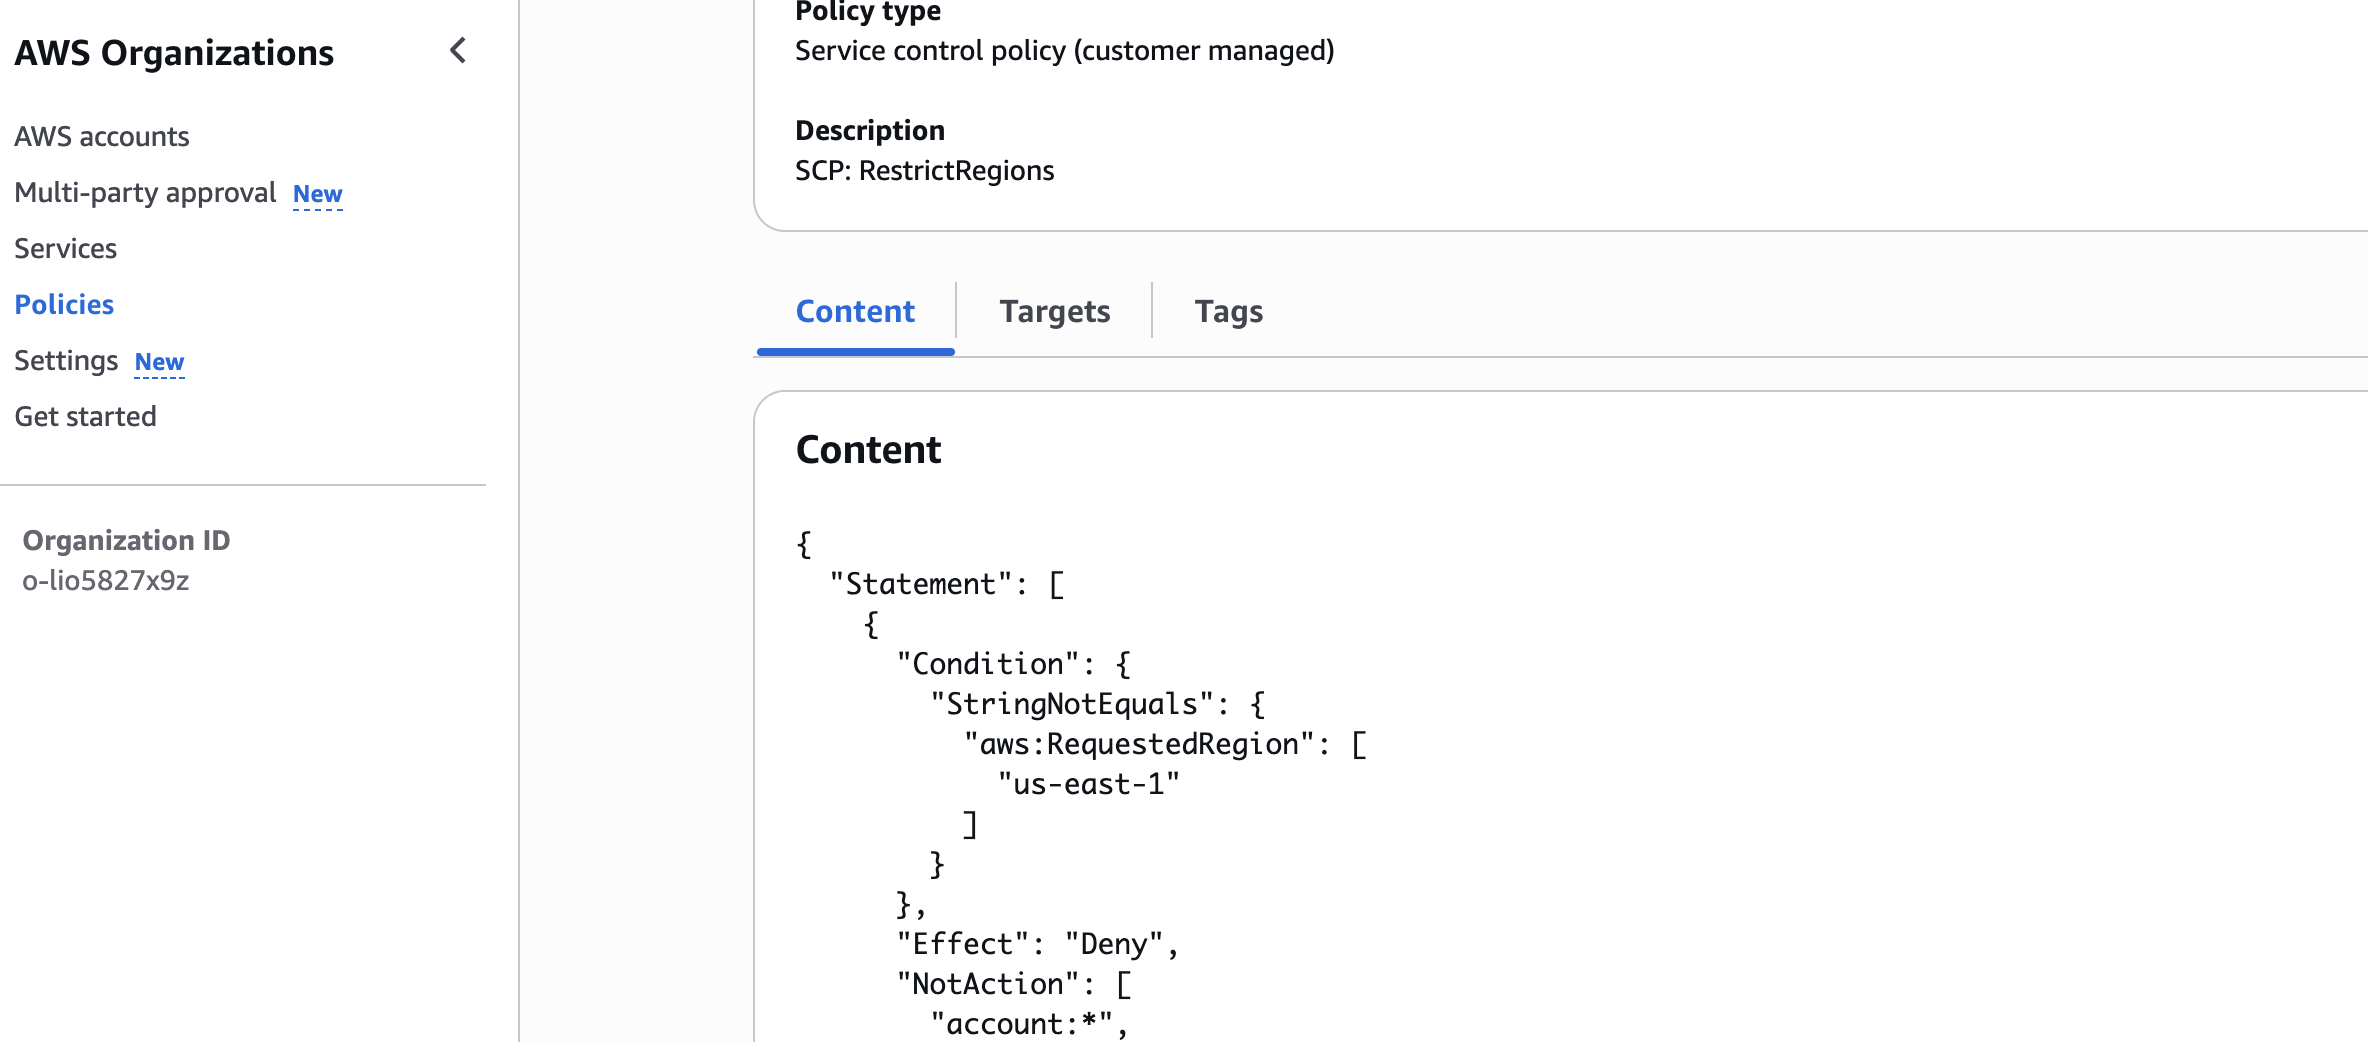 AWS Organizations
AWS accounts
Multi-party approval New
Services
Policies
Settings New
Get started
Organization ID
o-lio5827x9z
Policy type
Service control policy (customer managed)
Description
SCP: RestrictRegions
Content
Targets
Tags
Content
{
  "Statement": [
    {
      "Condition": {
        "StringNotEquals": {
          "aws:RequestedRegion": [
            "us-east-1"
          ]
        }
      },
      "Effect": "Deny",
      "NotAction": [
        "account:*",